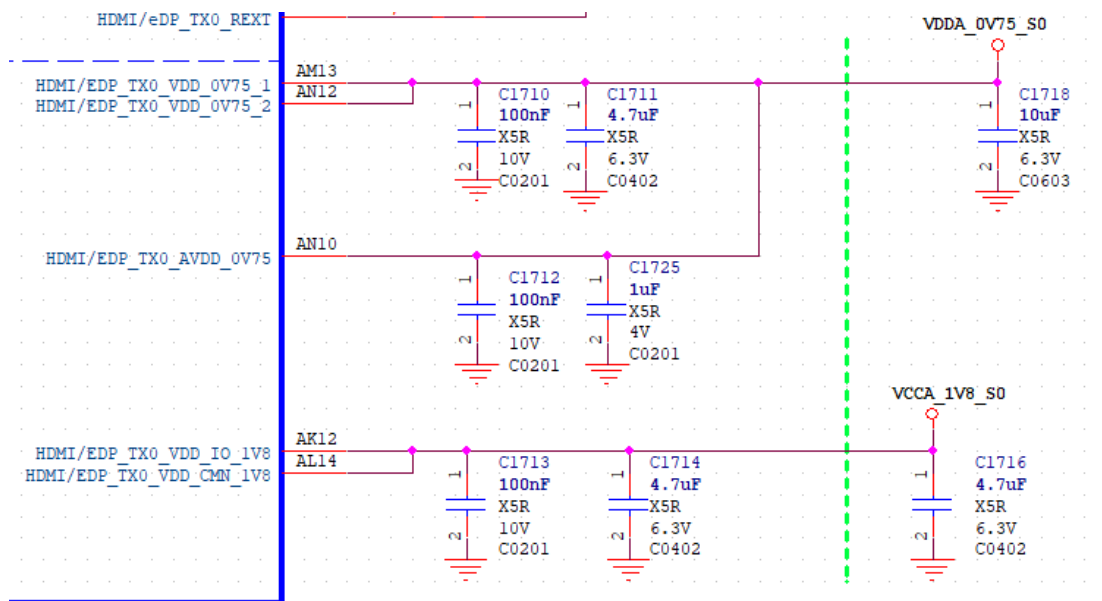 HDMI/eDP_TX0_REXT
VDDA_0V75_S0
HDMI/EDP_TX0_VDD_0V75_1
AM13
HDMI/EDP_TX0_VDD_0V75_2
AN12
1
C1710
100nF
X5R
10V
C0201
2
1
C1711
4.7uF
X5R
6.3V
C0402
2
1
C1718
10uF
X5R
6.3V
C0603
2
HDMI/EDP_TX0_AVDD_0V75
AN10
1
C1712
100nF
X5R
10V
C0201
2
1
C1725
1uF
X5R
4V
C0201
2
VCCA_1V8_S0
HDMI/EDP_TX0_VDD_IO_1V8
AK12
HDMI/EDP_TX0_VDD_CMN_1V8
AL14
1
C1713
100nF
X5R
10V
C0201
2
1
C1714
4.7uF
X5R
6.3V
C0402
2
1
C1716
4.7uF
X5R
6.3V
C0402
2